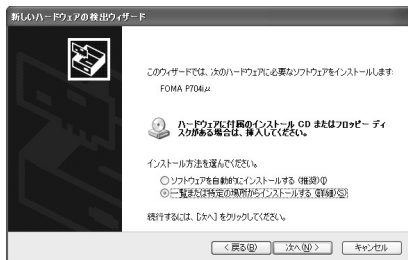 新しいハードウェアの検出ウィザード
このウィザードでは、次のハードウェアに必要なソフトウェアをインストールします:
FOMA P704iμ
ハードウェアに付属のインストール CD またはフロッピー ディ
スクがある場合は、挿入してください。
インストール方法を選んでください。
ソフトウェアを自動的にインストールする (推奨)(I)
一覧または特定の場所からインストールする (詳細)(S)
続行するには、[次へ] をクリックしてください。
< 戻る(B)
次へ(N) >
キャンセル